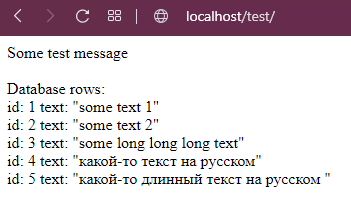 localhost/test/
Some test message
Database rows:
id: 1 text: "some text 1"
id: 2 text: "some text 2"
id: 3 text: "some long long long text"
id: 4 text: "какой-то текст на русском"
id: 5 text: "какой-то длинный текст на русском "